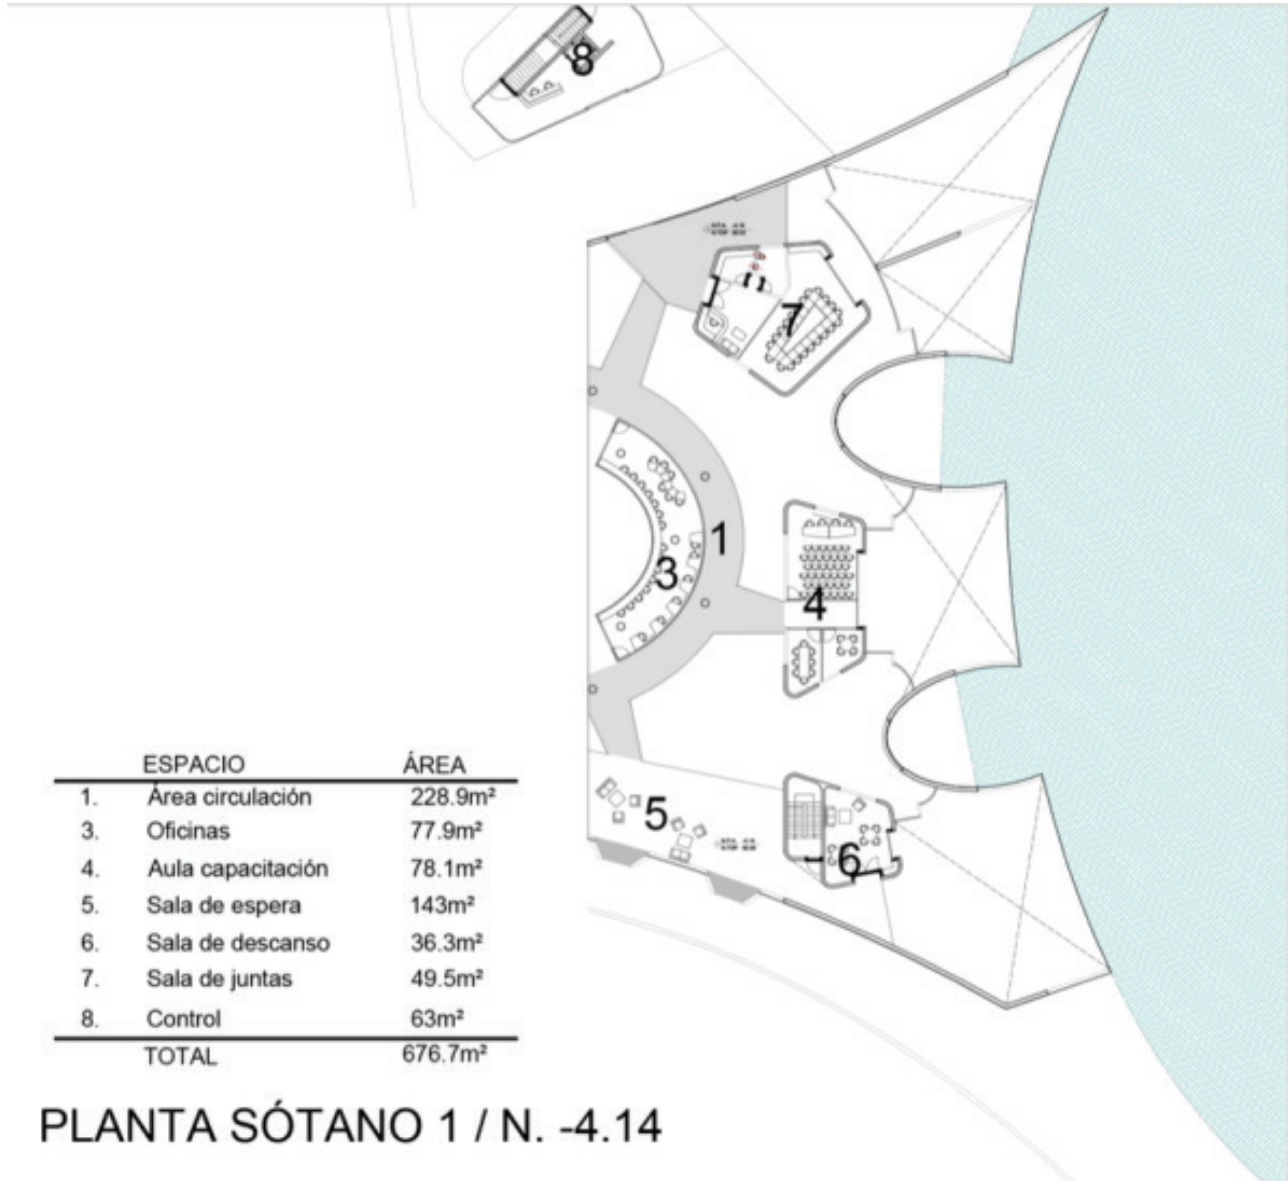 8
7
1
3
4
5
6
ESPACIO ÁREA
1. Área circulación 228.9m²
3. Oficinas 77.9m²
4. Aula capacitación 78.1m²
5. Sala de espera 143m²
6. Sala de descanso 36.3m²
7. Sala de juntas 49.5m²
8. Control 63m²
TOTAL 676.7m²
PLANTA SÓTANO 1 / N. -4.14